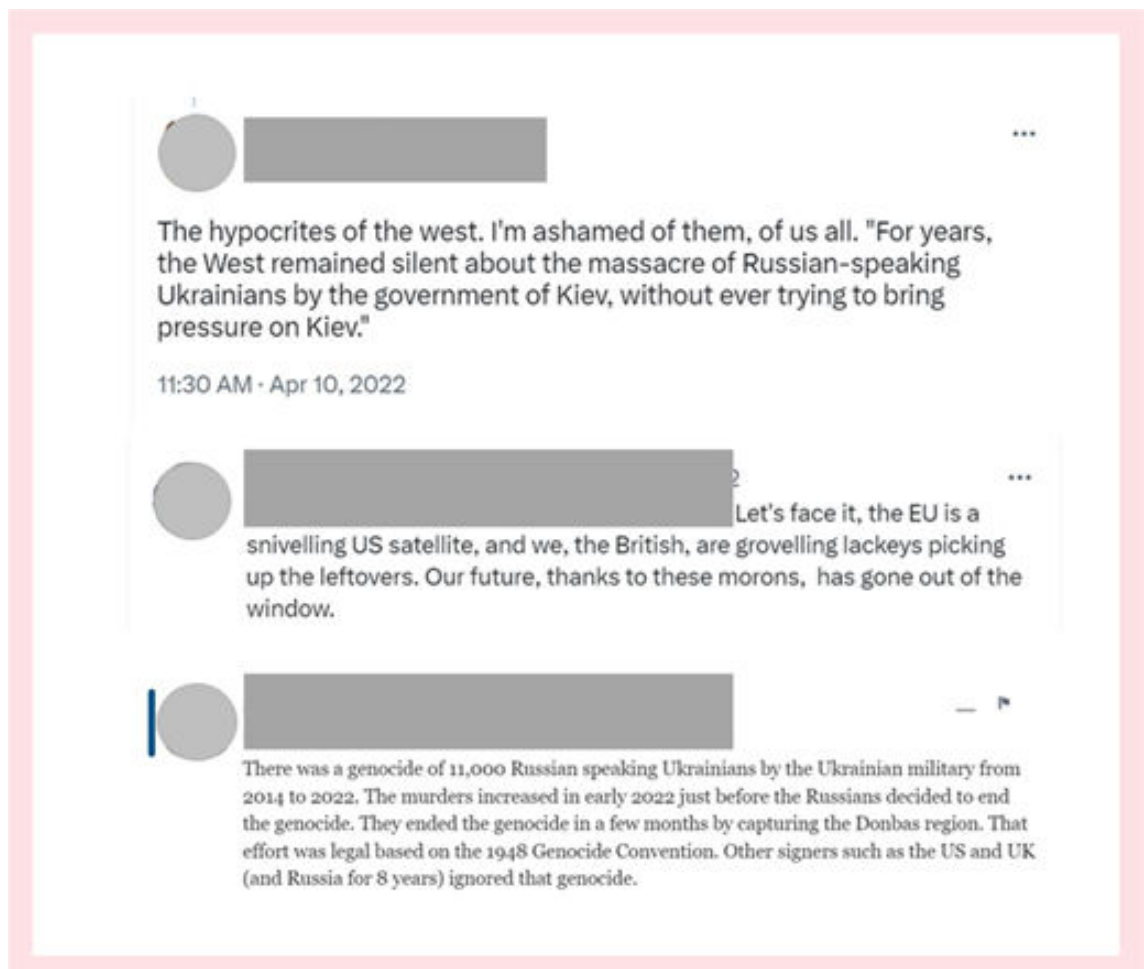 The hypocrites of the west. I'm ashamed of them, of us all. "For years,
the West remained silent about the massacre of Russian-speaking
Ukrainians by the government of Kiev, without ever trying to bring
pressure on Kiev."
11:30 AM · Apr 10, 2022
Let's face it, the EU is a
snivelling US satellite, and we, the British, are grovelling lackeys picking
up the leftovers. Our future, thanks to these morons, has gone out of the
window.
There was a genocide of 11,000 Russian speaking Ukrainians by the Ukrainian military from
2014 to 2022. The murders increased in early 2022 just before the Russians decided to end
the genocide. They ended the genocide in a few months by capturing the Donbas region. That
effort was legal based on the 1948 Genocide Convention. Other signers such as the US and UK
(and Russia for 8 years) ignored that genocide.